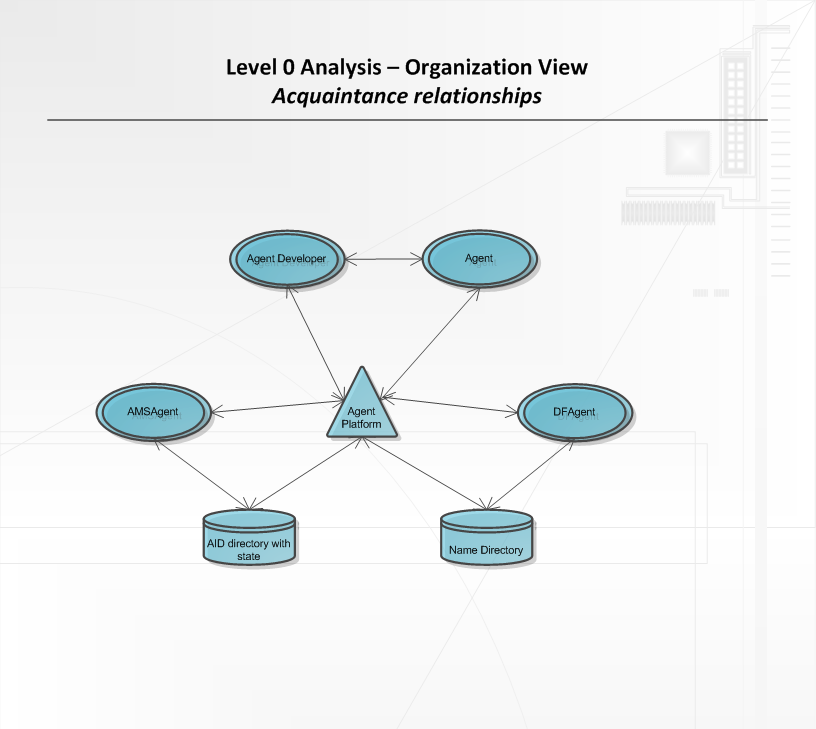 Level 0 Analysis – Organization View
Acquaintance relationships
Agent Developer
Agent
AMSAgent
Agent
Platform
DFAgent
AID directory with
state
Name Directory